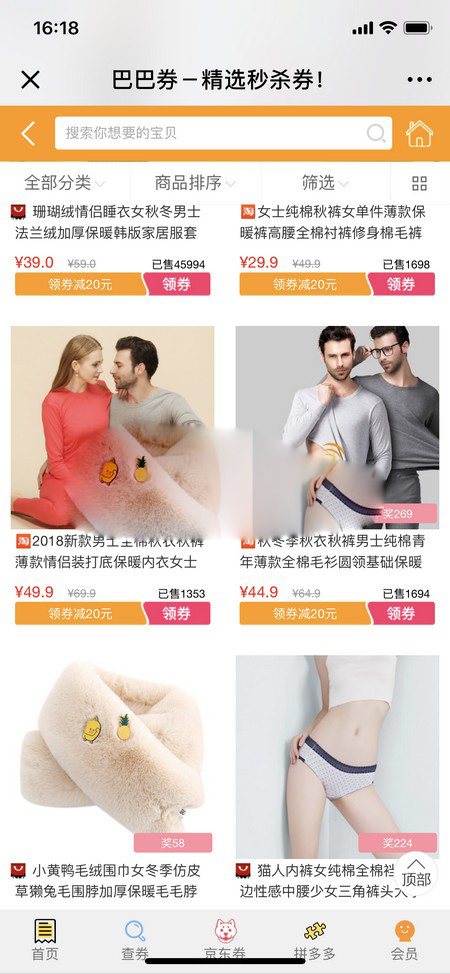 16:18
巴巴券－精选秒杀券！
搜索你想要的宝贝
全部分类
商品排序
筛选
珊瑚绒情侣睡衣女秋冬男士
法兰绒加厚保暖韩版家居服套
¥39.0 ¥59.0 已售45994
领券减20元 领券
淘 女士纯棉秋裤女单件薄款保
暖裤高腰全棉衬裤修身棉毛裤
¥29.9 ¥49.9 已售1698
领券减20元 领券
淘 2018新款男士全棉秋衣秋裤
薄款情侣装打底保暖内衣女士
¥49.9 ¥69.9 已售1353
领券减20元 领券
奖269
淘 秋冬季秋衣秋裤男士纯棉青
年薄款全棉毛衫圆领基础保暖
¥44.9 ¥64.9 已售1694
领券减20元 领券
奖58
小黄鸭毛绒围巾女冬季仿皮
草獭兔毛围脖加厚保暖毛毛脖
奖224
猫人内裤女纯棉全棉裆
边性感中腰少女三角裤头大
顶部
首页
查券
京东券
拼多多
会员